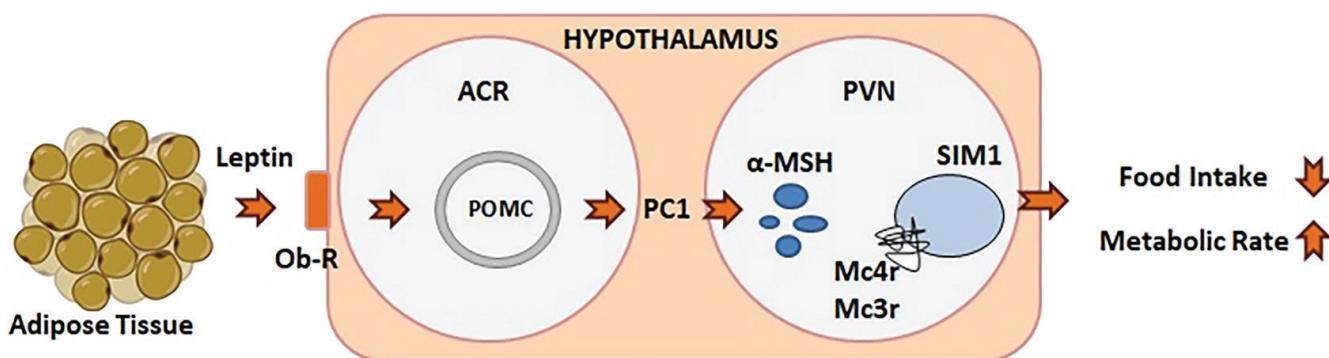 HYPOTHALAMUS
ACR
PVN
Leptin
α-MSH
SIM1
Food Intake
POMC
PC1
Metabolic Rate
Ob-R
Mc4r
Mc3r
Adipose Tissue